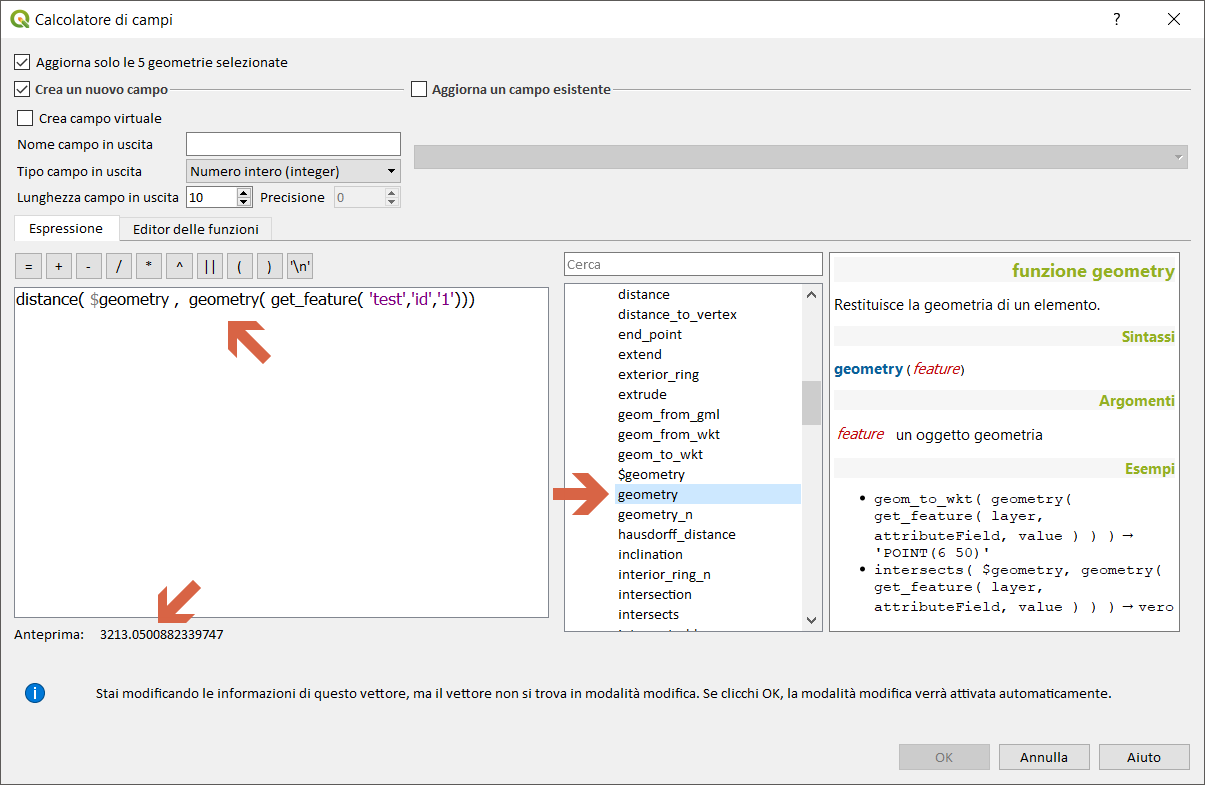 Calcolatore di campi
?
Aggiorna solo le 5 geometrie selezionate
Crea un nuovo campo
Aggiorna un campo esistente
Crea campo virtuale
Nome campo in uscita
Tipo campo in uscita Numero intero (integer)
Lunghezza campo in uscita 10 Precisione 0
Espressione Editor delle funzioni
= + - / * ^ || ( ) '\n'
distance( $geometry , geometry( get_feature( 'test','id','1')))
Anteprima: 3213.0500882339747
Cerca
distance
distance_to_vertex
end_point
extend
exterior_ring
extrude
geom_from_gml
geom_from_wkt
geom_to_wkt
$geometry
geometry
geometry_n
hausdorff_distance
inclination
interior_ring_n
intersection
intersects
funzione geometry
Restituisce la geometria di un elemento.
Sintassi
geometry (feature)
Argomenti
feature un oggetto geometria
Esempi
• geom_to_wkt( geometry(
get_feature( layer,
attributeField, value ) ) ) →
'POINT(6 50)'
• intersects( $geometry, geometry(
get_feature( layer,
attributeField, value ) ) ) → vero
Stai modificando le informazioni di questo vettore, ma il vettore non si trova in modalità modifica. Se clicchi OK, la modalità modifica verrà attivata automaticamente.
OK Annulla Aiuto